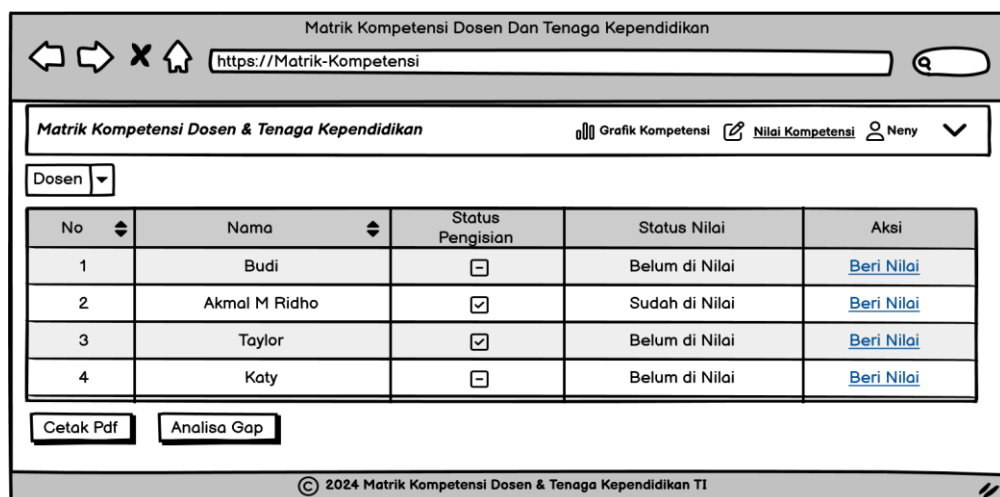 Matrik Kompetensi Dosen Dan Tenaga Kependidikan
https://Matrik-Kompetensi
Matrik Kompetensi Dosen & Tenaga Kependidikan Grafik Kompetensi Nilai Kompetensi Neny
Dosen
No Nama Status Pengisian Status Nilai Aksi
1 Budi Belum di Nilai Beri Nilai
2 Akmal M Ridho Sudah di Nilai Beri Nilai
3 Taylor Belum di Nilai Beri Nilai
4 Katy Belum di Nilai Beri Nilai
Cetak Pdf Analisa Gap
© 2024 Matrik Kompetensi Dosen & Tenaga Kependidikan TI